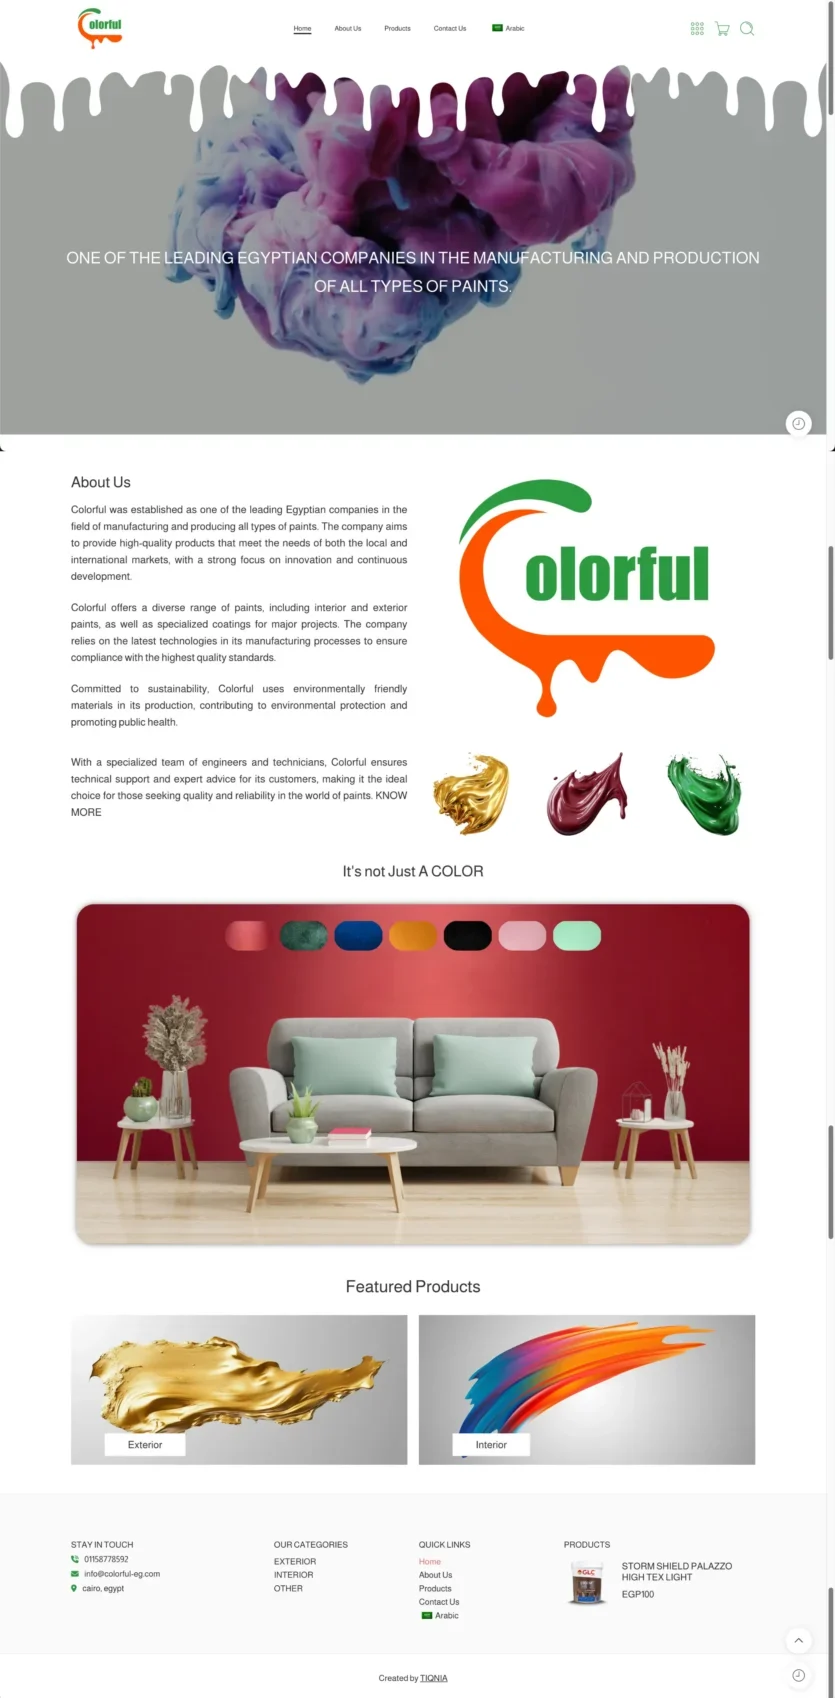 olorful
Home
About Us
Products
Contact Us
Arabic
ONE OF THE LEADING EGYPTIAN COMPANIES IN THE MANUFACTURING AND PRODUCTION
OF ALL TYPES OF PAINTS.
About Us
Colorful was established as one of the leading Egyptian companies in the
field of manufacturing and producing all types of paints. The company aims
to provide high-quality products that meet the needs of both the local and
international markets, with a strong focus on innovation and continuous
development.
Colorful offers a diverse range of paints, including interior and exterior
paints, as well as specialized coatings for major projects. The company
relies on the latest technologies in its manufacturing processes to ensure
compliance with the highest quality standards.
Committed to sustainability, Colorful uses environmentally friendly
materials in its production, contributing to environmental protection and
promoting public health.
With a specialized team of engineers and technicians, Colorful ensures
technical support and expert advice for its customers, making it the ideal
choice for those seeking quality and reliability in the world of paints. KNOW
MORE
olorful
It's not Just A COLOR
Featured Products
Exterior
Interior
STAY IN TOUCH
01158778592
info@colorful-eg.com
cairo, egypt
OUR CATEGORIES
EXTERIOR
INTERIOR
OTHER
QUICK LINKS
Home
About Us
Products
Contact Us
Arabic
PRODUCTS
GLC
STORM SHIELD PALAZZO
HIGH TEX LIGHT
EGP100
Created by TIQNIA